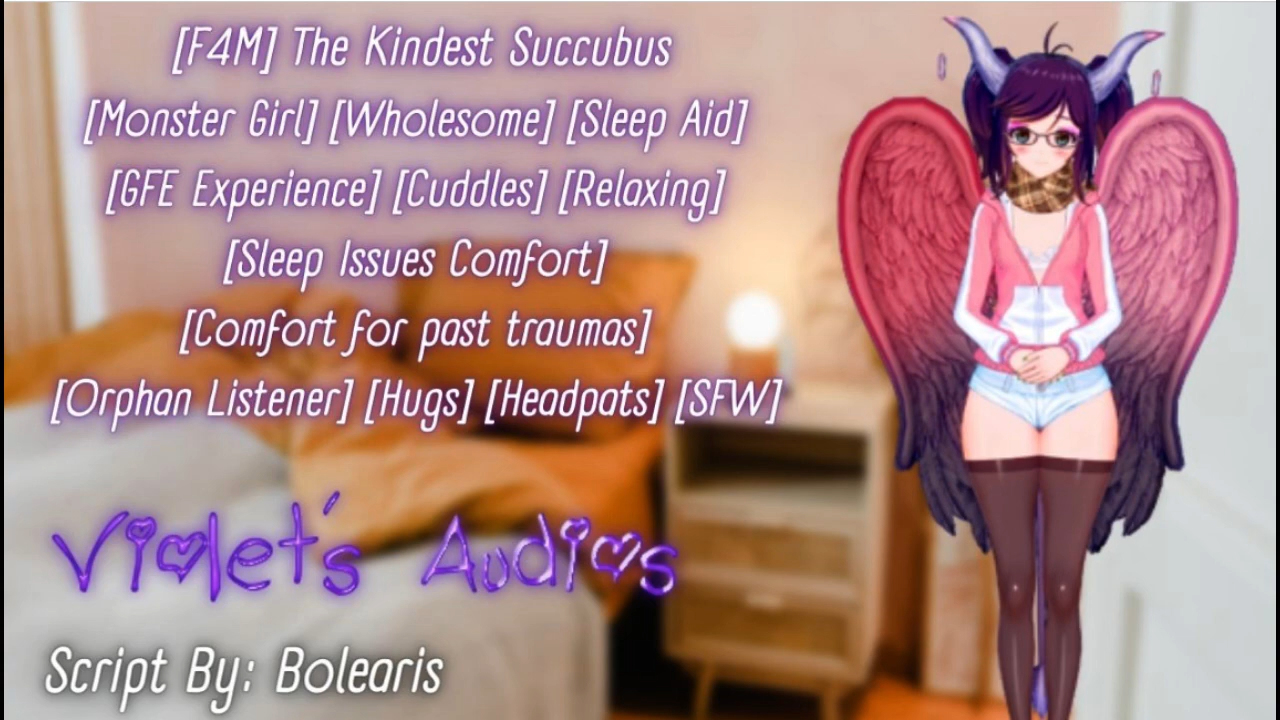 [F4M] The Kindest Succubus
[Monster Girl] [Wholesome] [Sleep Aid]
[GFE Experience] [Cuddles] [Relaxing]
[Sleep Issues Comfort]
[Comfort for past traumas]
[Orphan Listener] [Hugs] [Headpats] [SFW]
Violet's Audios
Script By: Bolearis